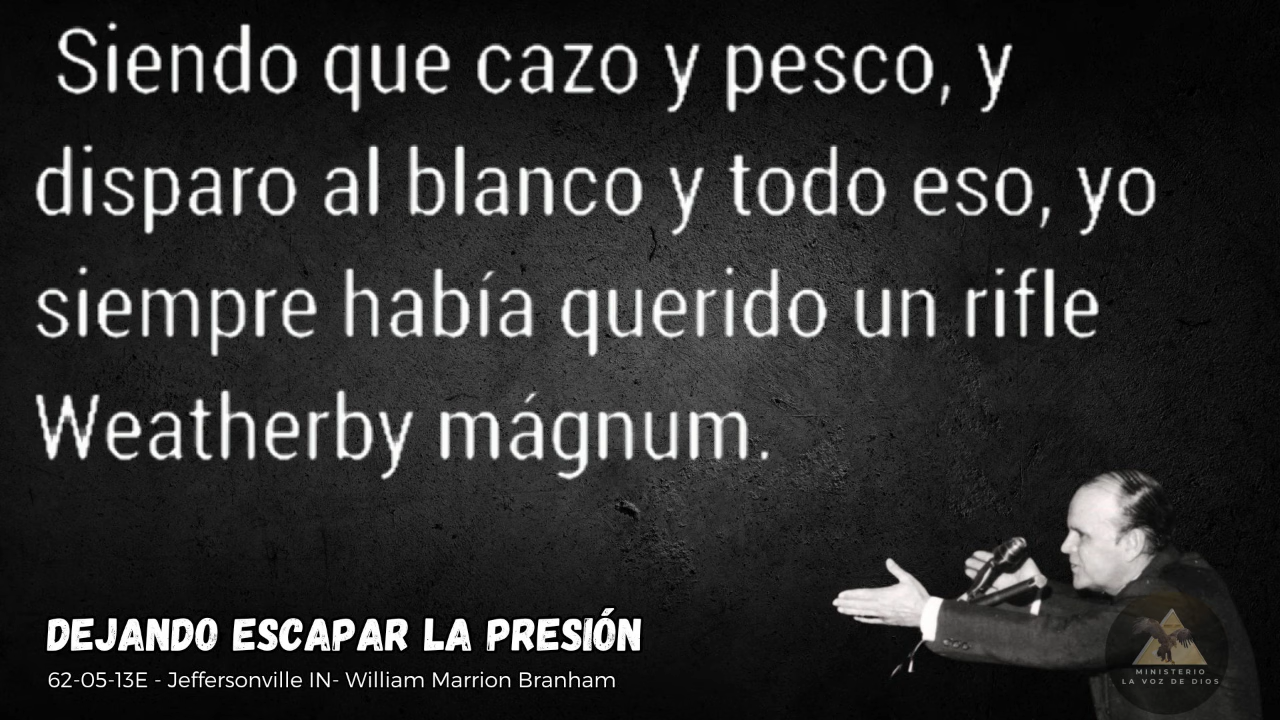 Siendo que cazo y pesco, y
disparo al blanco y todo eso, yo
siempre había querido un rifle
Weatherby mágnum.
DEJANDO ESCAPAR LA PRESIÓN
62-05-13E - Jeffersonville IN- William Marrion Branham
MINISTERIO
LA VOZ DE DIOS